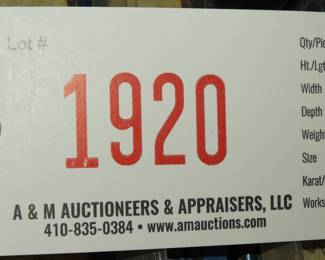 Lot #
1920
A & M AUCTIONEERS & APPRAISERS, LLC
410-835-0384 • www.amauctions.com
Qty/Pie
Ht./Lgt
Width
Depth
Weight
Size
Karat/
Works